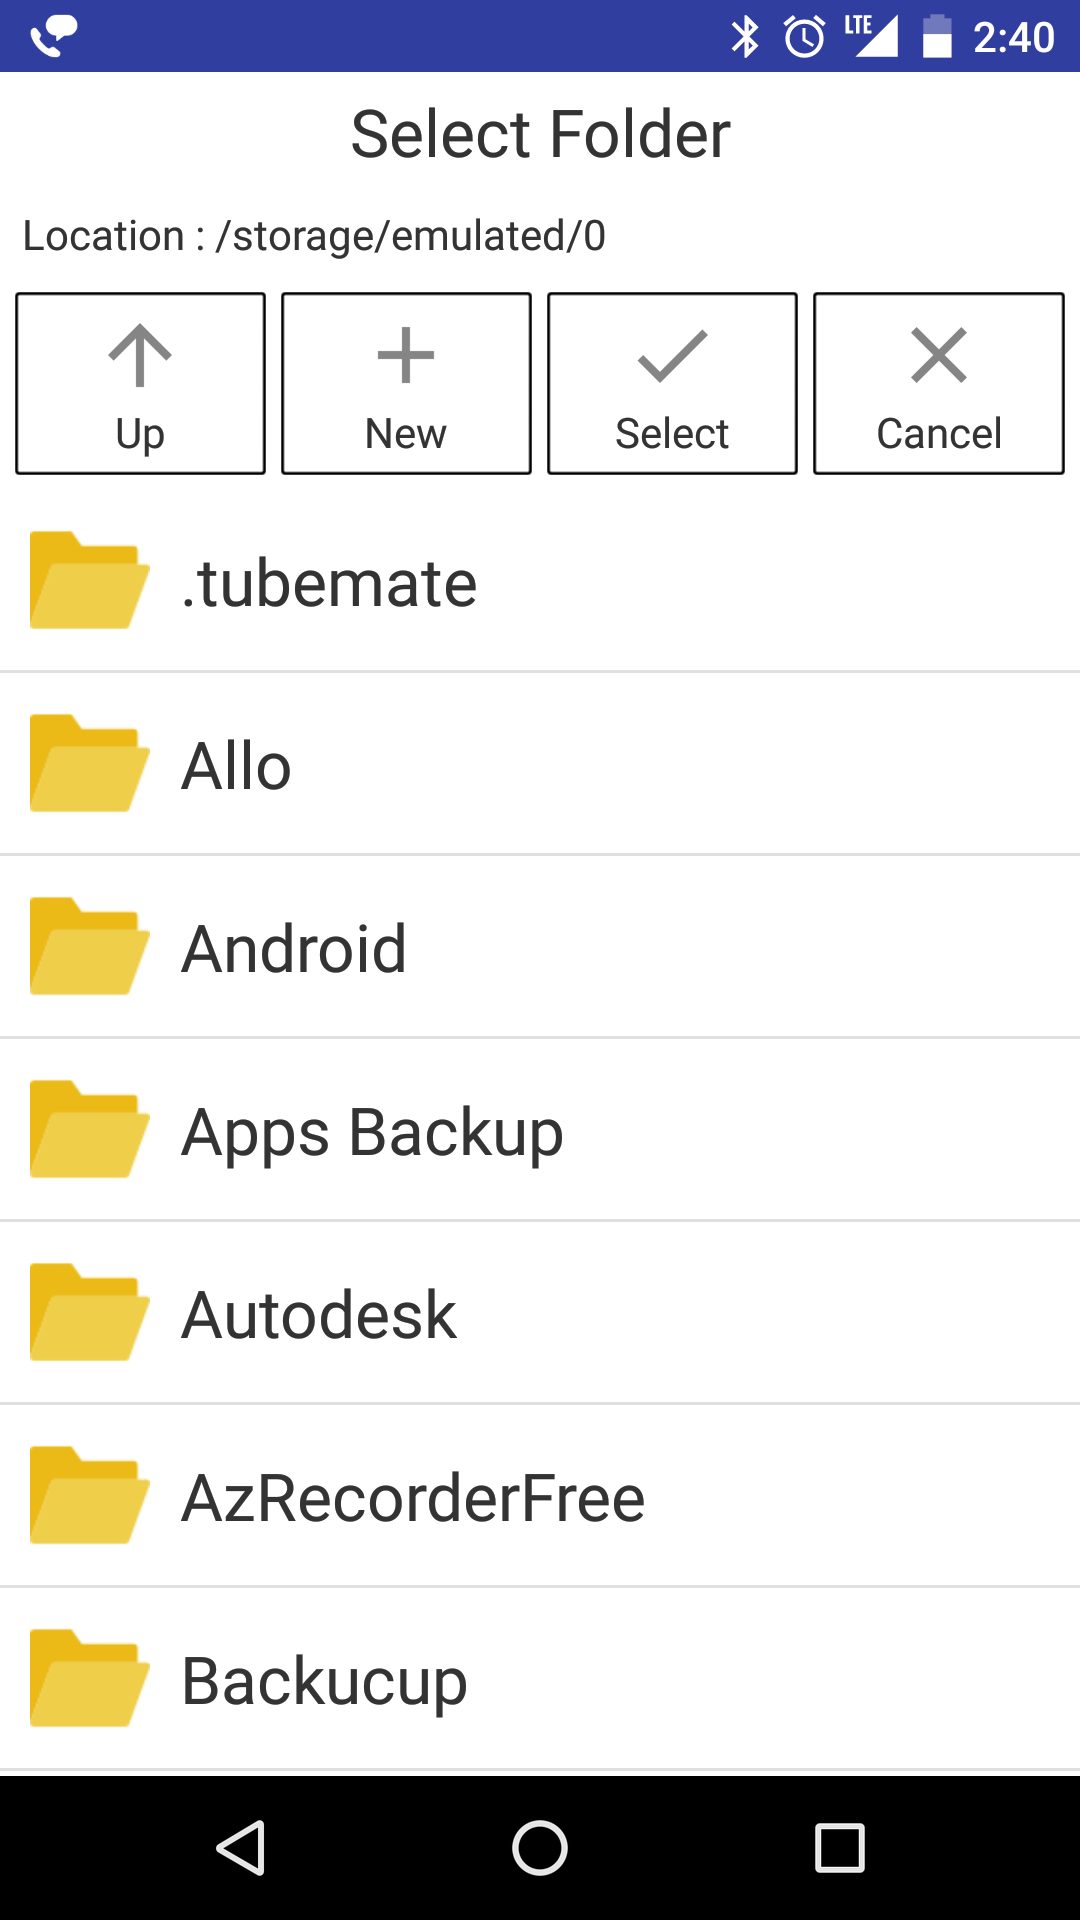 LTE 2:40
Select Folder
Location : /storage/emulated/0
Up New Select Cancel
.tubemate
Allo
Android
Apps Backup
Autodesk
AzRecorderFree
Backucup